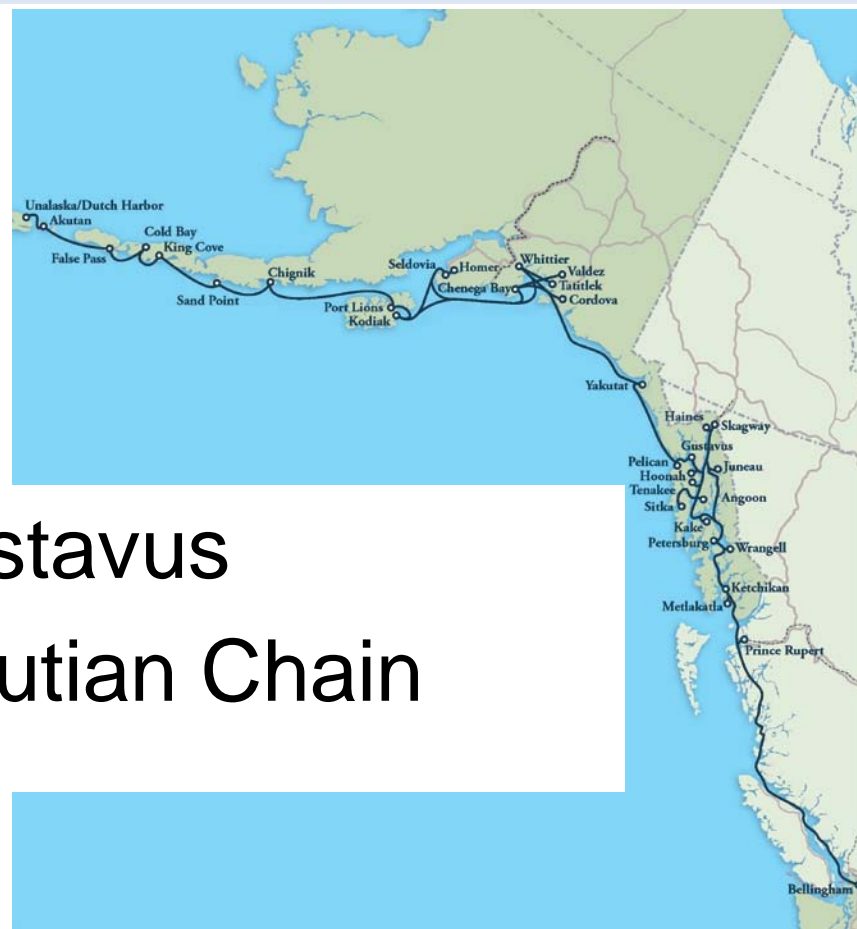 Unalaska/Dutch Harbor
Akutan
Cold Bay
King Cove
False Pass
Chignik
Sand Point
Seldovia
Homer
Whittier
Valdez
Chenega Bay
Tatitlek
Cordova
Port Lions
Kodiak
Yakutat
Haines
Skagway
Gustavus
Pelican
Juneau
Hoonah
Tenakee
Angoon
Sitka
Kake
Petersburg
Wrangell
Ketchikan
Metlakatla
Prince Rupert
Bellingham
stavus
utian Chain